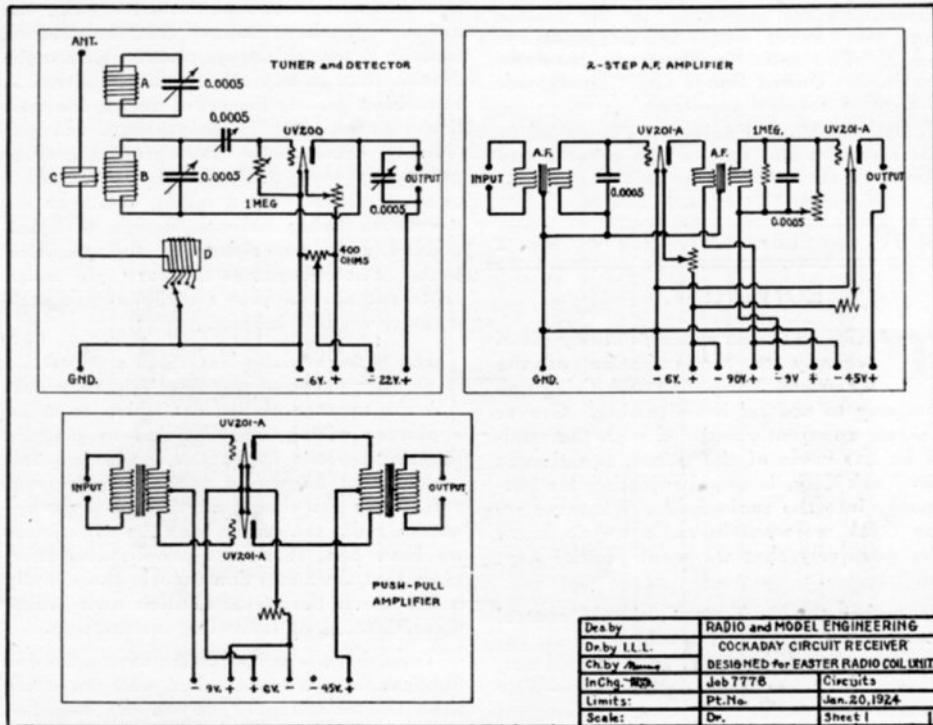 ANT.
TUNER AND DETECTOR
A
0.0005
0.0005
UV200
C
B
0.0005
1 MEG
0.0005
OUTPUT
D
400
OHMS
GND.
- 6V. +
- 22V. +
2-STEP A.F. AMPLIFIER
UV201-A
1 MEG.
UV201-A
A.F.
A.F.
INPUT
0.0005
0.0005
OUTPUT
GND.
- 6V. +
- 90V. +
- 9V +
45V +
UV201-A
INPUT
OUTPUT
UV201-A
PUSH-PULL
AMPLIFIER
- 9V. +
6V. -
- 45V. +
Des by RADIO and MODEL ENGINEERING
Dr. by I.L.L. COCKADAY CIRCUIT RECEIVER
Ch. by DESIGNED for EASTER RADIO COIL UNIT
In Chg. Job 7778 Circuits
Limits: Pt. No. Jan. 20, 1924
Scale: Dr. Sheet 1